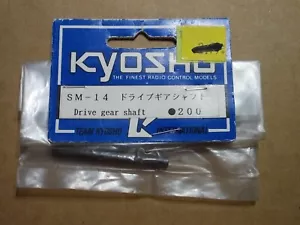 KYOSHO
THE FINEST RADIO CONTROL MODELS
SM-14 ドライブギアシャフト
Drive gear shaft ●200